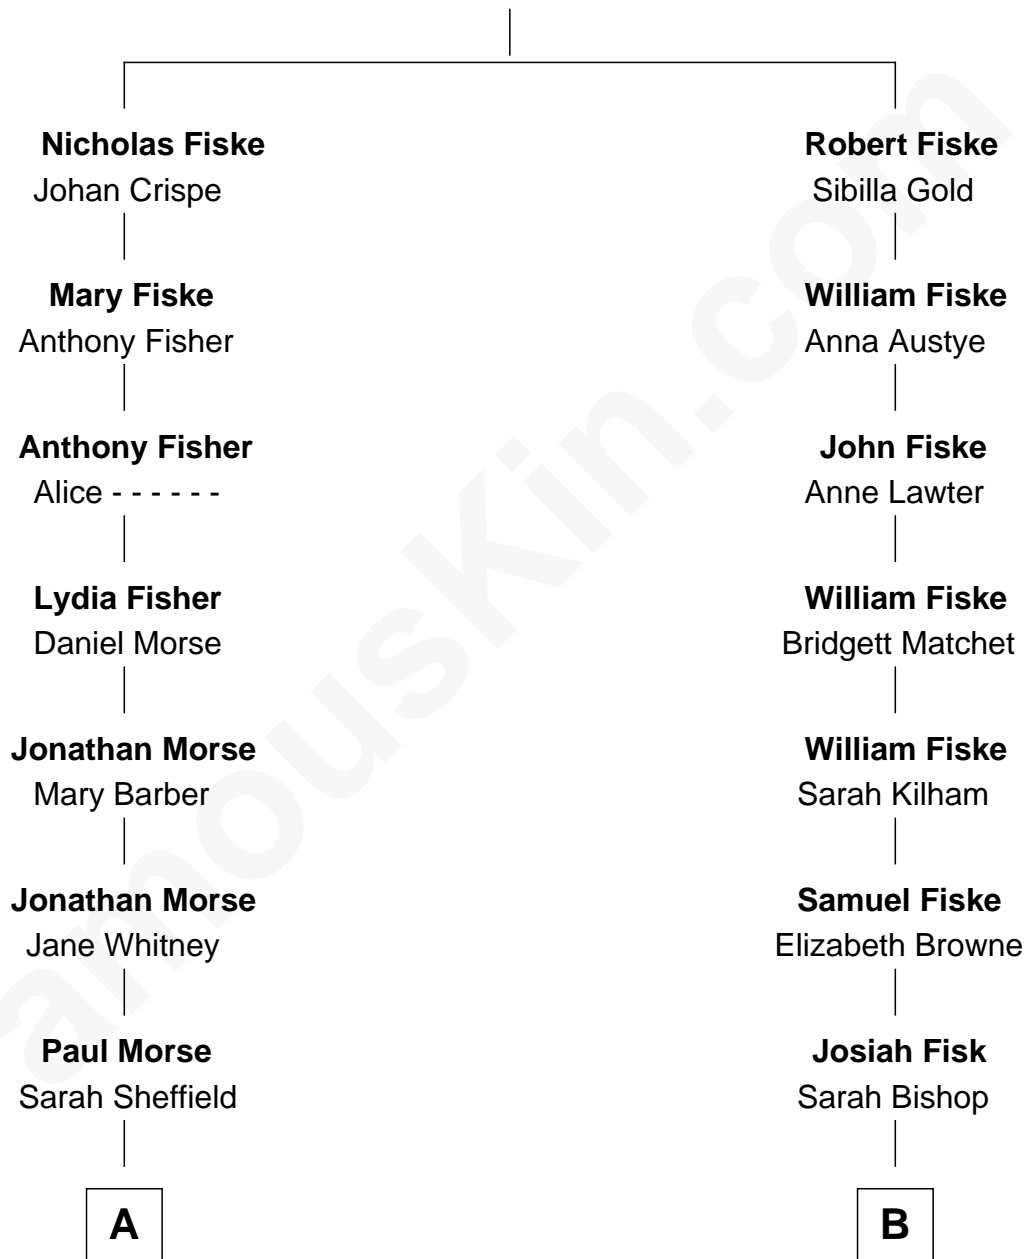 Nicholas Fiske
Johan Crispe
Mary Fiske
Anthony Fisher
Anthony Fisher
Alice - - - - - -
Lydia Fisher
Daniel Morse
Jonathan Morse
Mary Barber
Jonathan Morse
Jane Whitney
Paul Morse
Sarah Sheffield
A
Robert Fiske
Sibilla Gold
William Fiske
Anna Austye
John Fiske
Anne Lawter
William Fiske
Bridgett Matchet
William Fiske
Sarah Kilham
Samuel Fiske
Elizabeth Browne
Josiah Fisk
Sarah Bishop
B
amousKin.com